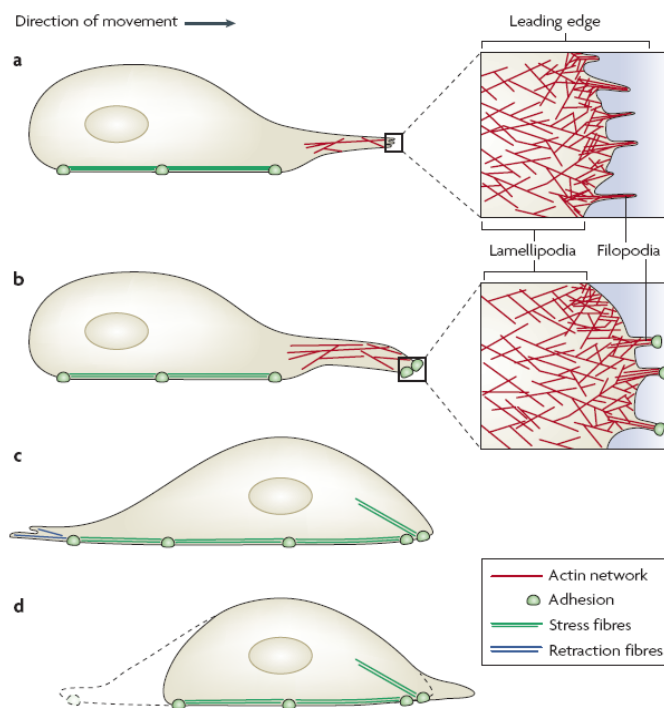 Direction of movement
Leading edge
a
Lamellipodia
Filopodia
b
c
d
Actin network
Adhesion
Stress fibres
Retraction fibres